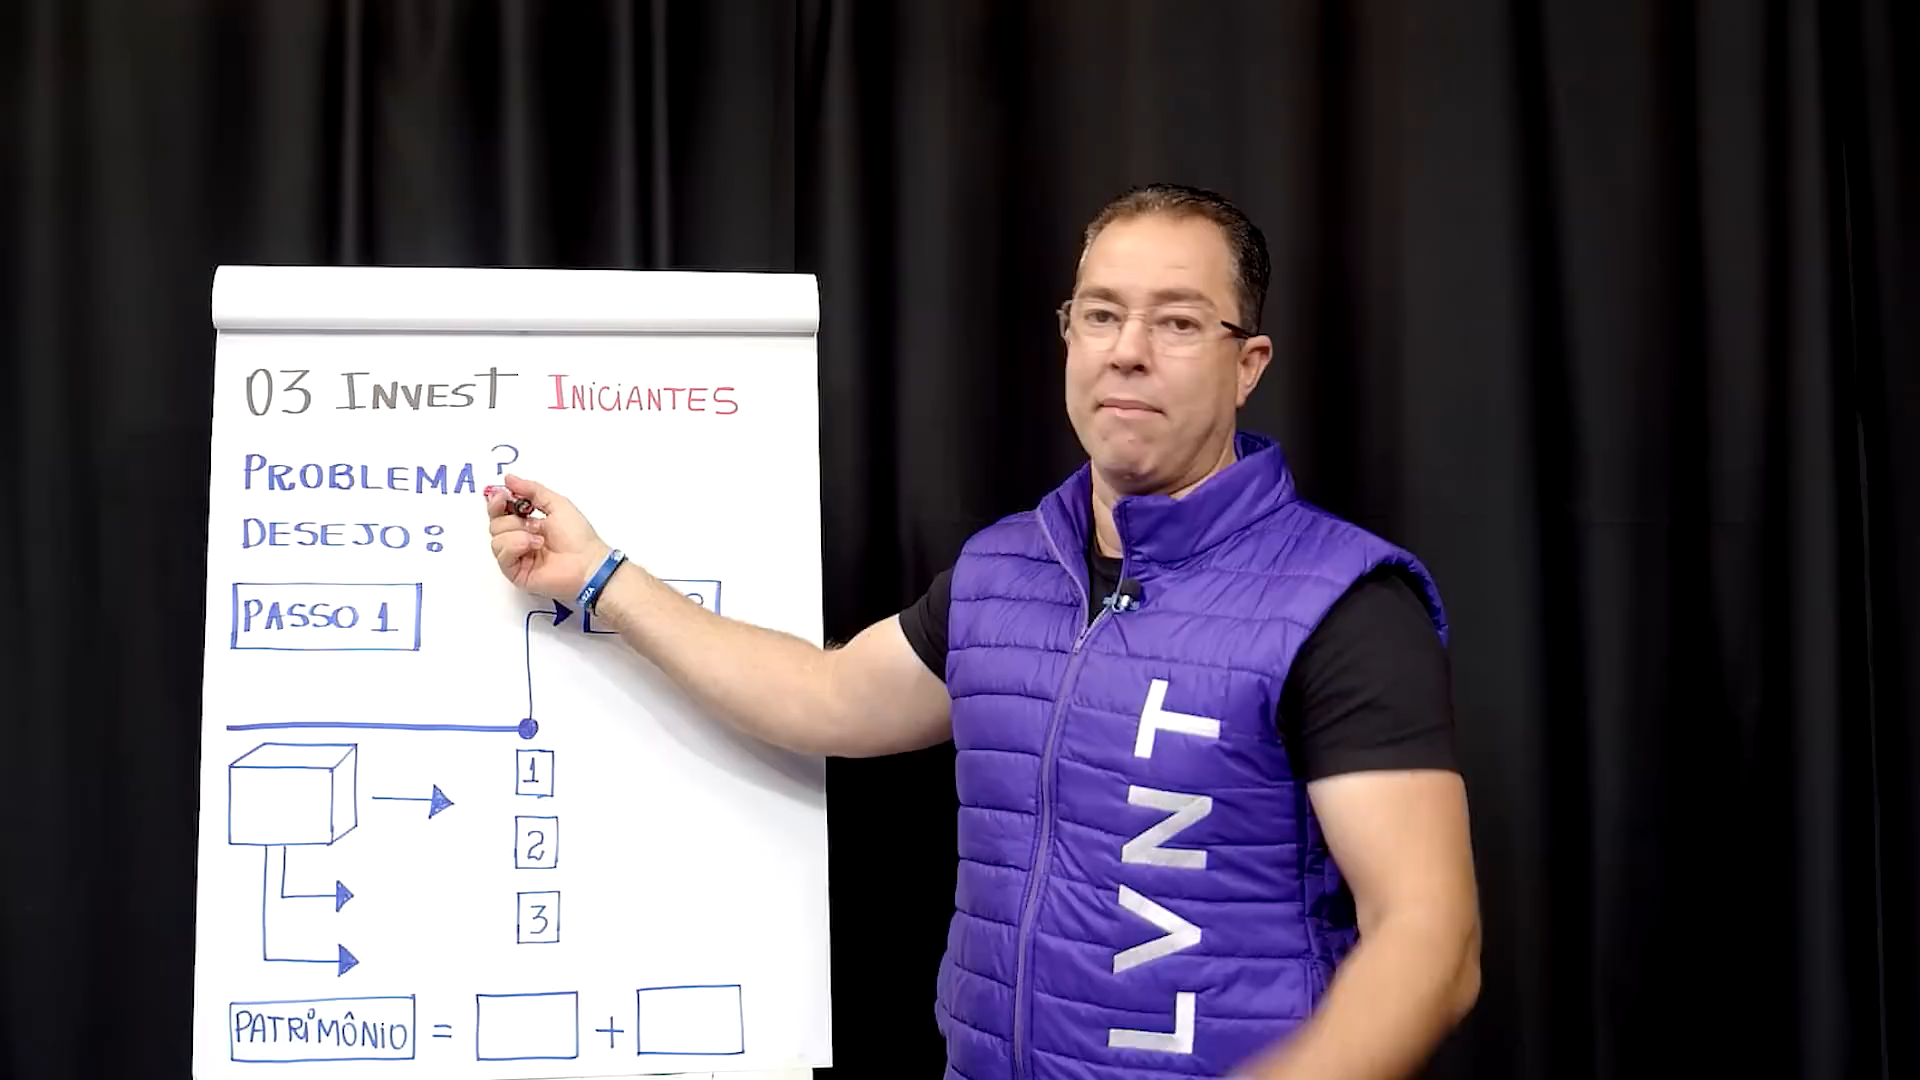 03 INVEST INICIANTES
PROBLEMA?
DESEJO:
PASSO 1
1
2
3
PATRIMÔNIO = +
LVNT